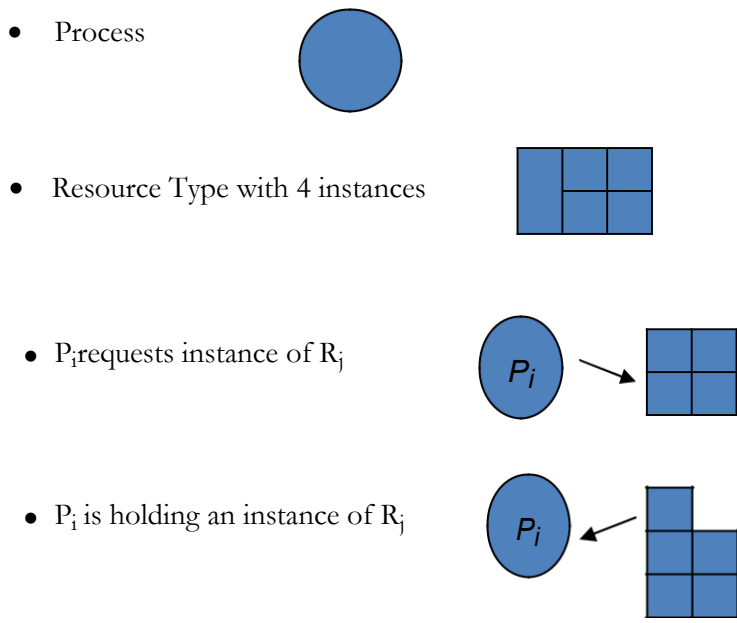 • Process
• Resource Type with 4 instances
• Pirequests instance of Rj
Pi
• Pi is holding an instance of Rj
Pi